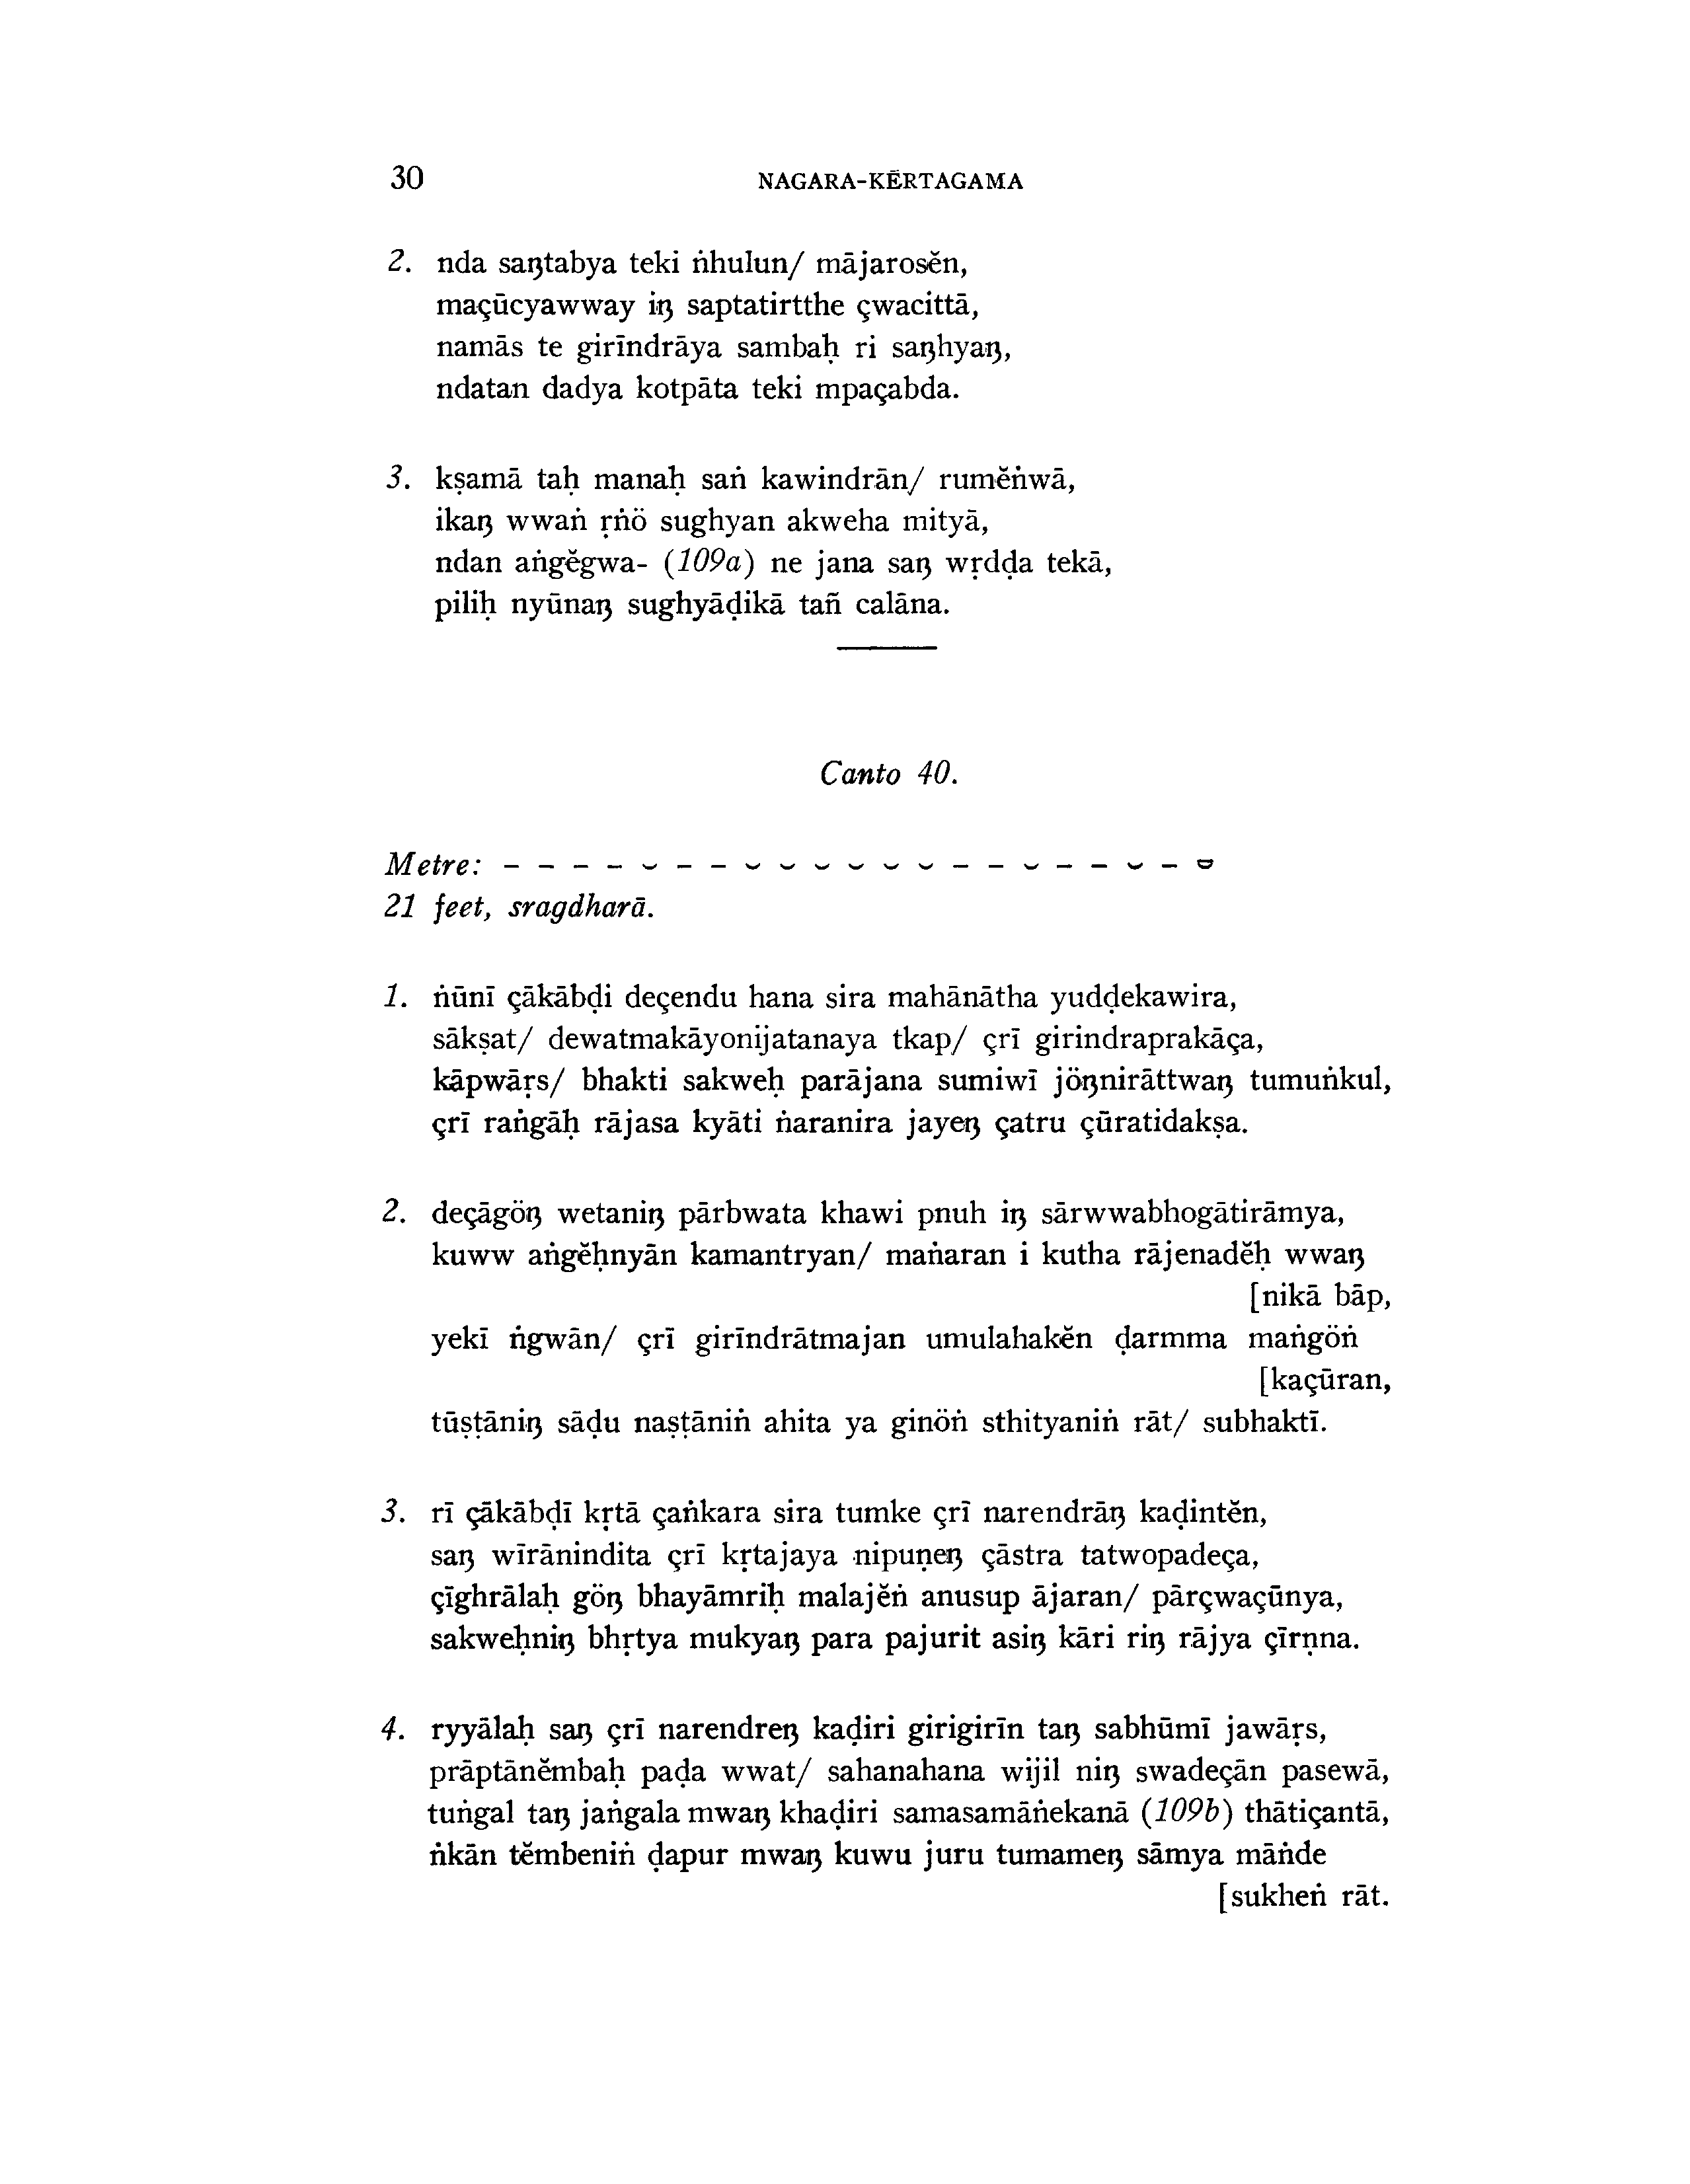 30 NAGARA-KĔRTAGAMA
2. nda saŋtabya teki ṅhulun/ mājarosĕn,
maçūcyawway iŋ saptatirtthe çwacittā,
namās te girīndrāya sambaḥ ri saŋhyaŋ,
ndatan dadya kotpāta teki mpaçabda.
3. kṣamā taḥ manaḥ saṅ kawindrān/ rumĕṅwā,
ikaŋ wwaṅ ṛṅö sughyan akweha mityā,
ndan aṅgĕgwa- (109a) ne jana saŋ wṛdḍa tekā,
piliḥ nyūnaŋ sughyāḍikā tañ calāna.
Canto 40.
Metre: – – – – ⏑ – – ⏑ ⏑ ⏑ ⏑ ⏑ ⏑ – – ⏑ – – ⏑ – ⏓
21 feet, sragdharā.
1. ṅūnī çākābḍi deçendu hana sira mahānātha yudḍekawira,
sākṣat/ dewatmakāyonijatanaya tkap/ çrī girindraprakāça,
kāpwāṛs/ bhakti sakweḥ parājana sumiwī jöŋnirāttwaŋ tumuṅkul,
çrī raṅgāḥ rājasa kyāti ṅaranira jayeŋ çatru çūratidakṣa.
2. deçāgöŋ wetaniŋ pārbwata khawi pnuh iŋ sārwwabhogātirāmya,
kuww aṅgĕḥnyān kamantryan/ maṅaran i kutha rājenadĕḥ wwaŋ
[nikā bāp,
yekī ṅgwān/ çrī girīndrātmajan umulahakĕn ḍarmma maṅgöṅ
[kaçūran,
tūṣṭāniŋ sāḍu naṣṭāniṅ ahita ya ginöṅ sthityaniṅ rāt/ subhaktī.
3. rī çākābḍī kṛtā çaṅkara sira tumke çrī narendrāŋ kaḍintĕn,
saŋ wīrānindita çrī kṛtajaya nipuṇeŋ çāstra tatwopadeça,
çīghrālaḥ göŋ bhayāmriḥ malajĕṅ anusup ājaran/ pārçwaçūnya,
sakweḥniŋ bhṛtya mukyaŋ para pajurit asiŋ kāri riŋ rājya çīrṇna.
4. ryyālaḥ saŋ çrī narendreŋ kaḍiri girigirīn taŋ sabhūmī jawāṛs,
prāptānĕmbaḥ paḍa wwat/ sahanahana wijil niŋ swadeçān pasewā,
tuṅgal taŋ jaṅgala mwaŋ khaḍiri samasamāṅekanā (109b) thātiçantā,
ṅkān tĕmbeniṅ ḍapur mwaŋ kuwu juru tumameŋ sāmya māṅde
[sukheṅ rāt.